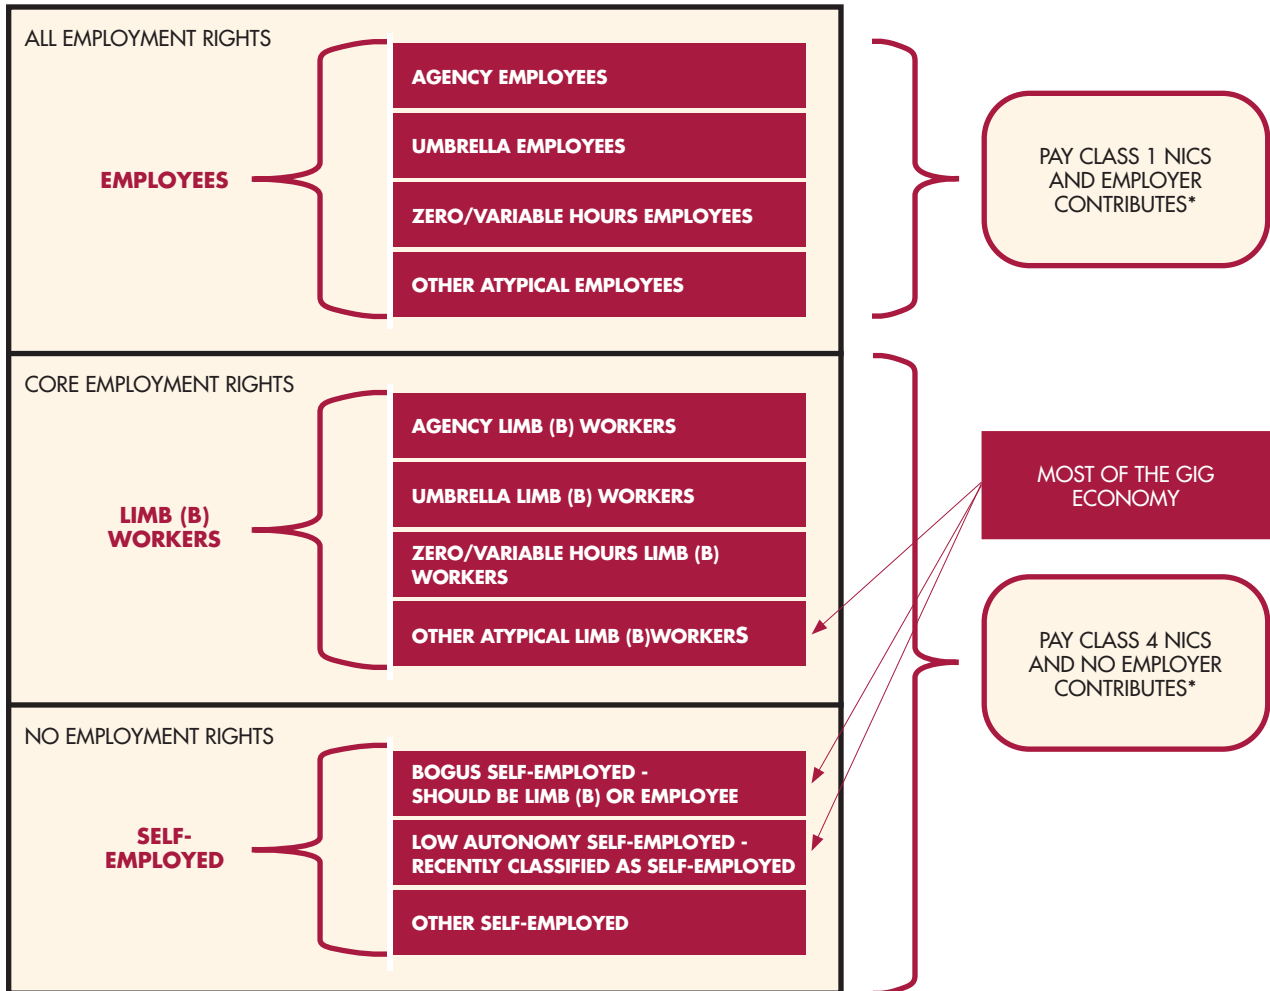 ALL EMPLOYMENT RIGHTS
EMPLOYEES
AGENCY EMPLOYEES
UMBRELLA EMPLOYEES
ZERO/VARIABLE HOURS EMPLOYEES
OTHER ATYPICAL EMPLOYEES
PAY CLASS 1 NICS
AND EMPLOYER
CONTRIBUTES*
CORE EMPLOYMENT RIGHTS
LIMB (B)
WORKERS
AGENCY LIMB (B) WORKERS
UMBRELLA LIMB (B) WORKERS
ZERO/VARIABLE HOURS LIMB (B)
WORKERS
OTHER ATYPICAL LIMB (B)WORKERS
MOST OF THE GIG
ECONOMY
PAY CLASS 4 NICS
AND NO EMPLOYER
CONTRIBUTES*
NO EMPLOYMENT RIGHTS
SELF-
EMPLOYED
BOGUS SELF-EMPLOYED -
SHOULD BE LIMB (B) OR EMPLOYEE
LOW AUTONOMY SELF-EMPLOYED -
RECENTLY CLASSIFIED AS SELF-EMPLOYED
OTHER SELF-EMPLOYED